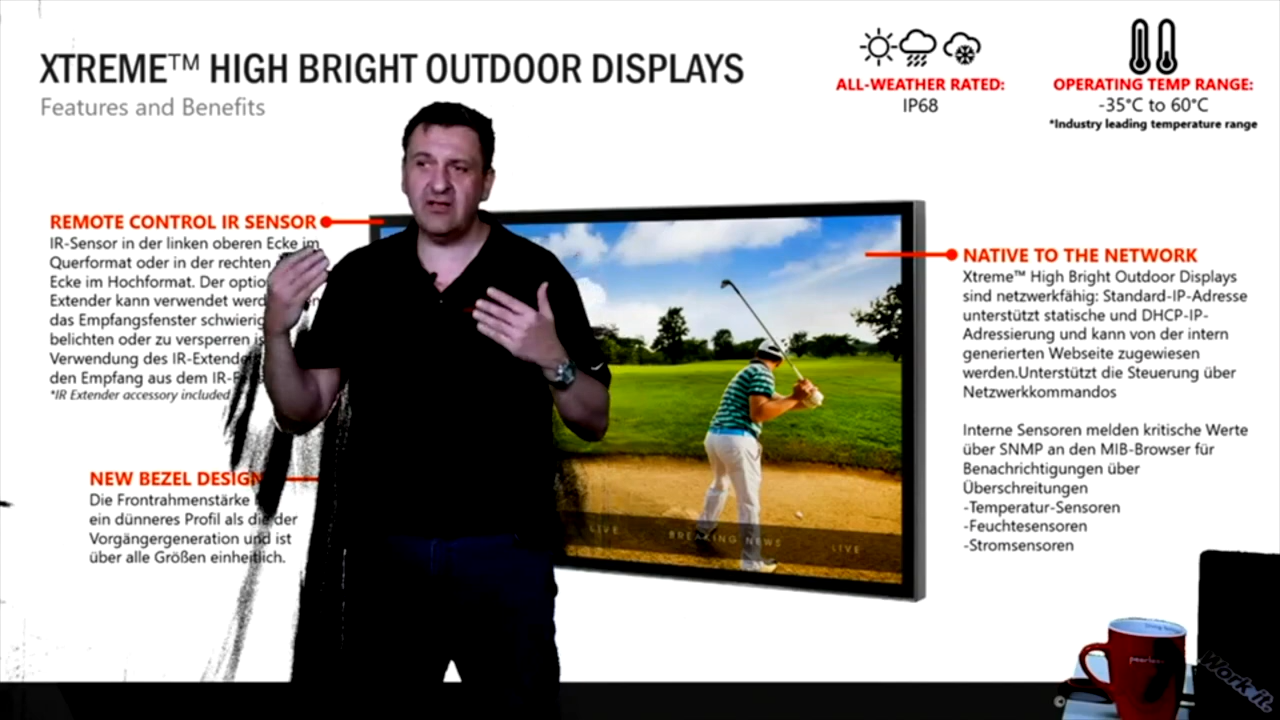 XTREME™ HIGH BRIGHT OUTDOOR DISPLAYS
Features and Benefits
ALL-WEATHER RATED:
IP68
OPERATING TEMP RANGE:
-35°C to 60°C
*Industry leading temperature range
REMOTE CONTROL IR SENSOR
IR-Sensor in der linken oberen Ecke im
Querformat oder in der rechten
Ecke im Hochformat. Der
Extender kann verwendet
das Empfangsfenster
belichten oder zu versperren
Verwendung des
den Empfang aus dem
*IR Extender accessory included
NEW BEZEL DESIGN
Die Frontrahmenstärke
ein dünneres Profil als die der
Vorgängergeneration und ist
über alle Größen einheitlich.
NATIVE TO THE NETWORK
Xtreme™ High Bright Outdoor Displays
sind netzwerkfähig: Standard-IP-Adresse
unterstützt statische und DHCP-IP-
Adressierung und kann von der intern
generierten Webseite zugewiesen
werden.Unterstützt die Steuerung über
Netzwerkkommandos
Interne Sensoren melden kritische Werte
über SNMP an den MIB-Browser für
Benachrichtigungen über
Überschreitungen
-Temperatur-Sensoren
-Feuchtesensoren
-Stromsensoren
LIVE
BREAKING NEWS
LIVE
Work it.
©